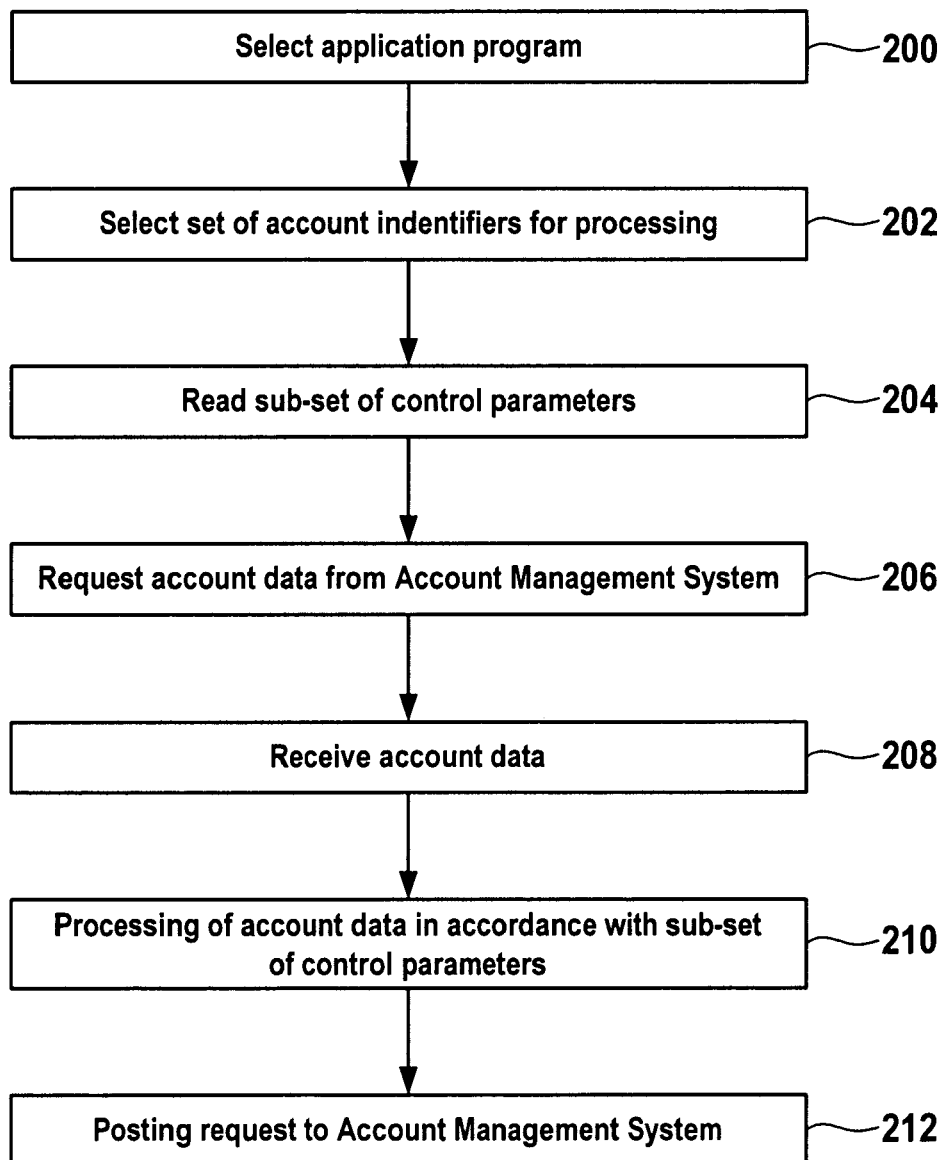 Select application program 200
Select set of account indentifiers for processing 202
Read sub-set of control parameters 204
Request account data from Account Management System 206
Receive account data 208
Processing of account data in accordance with sub-set
of control parameters 210
Posting request to Account Management System 212